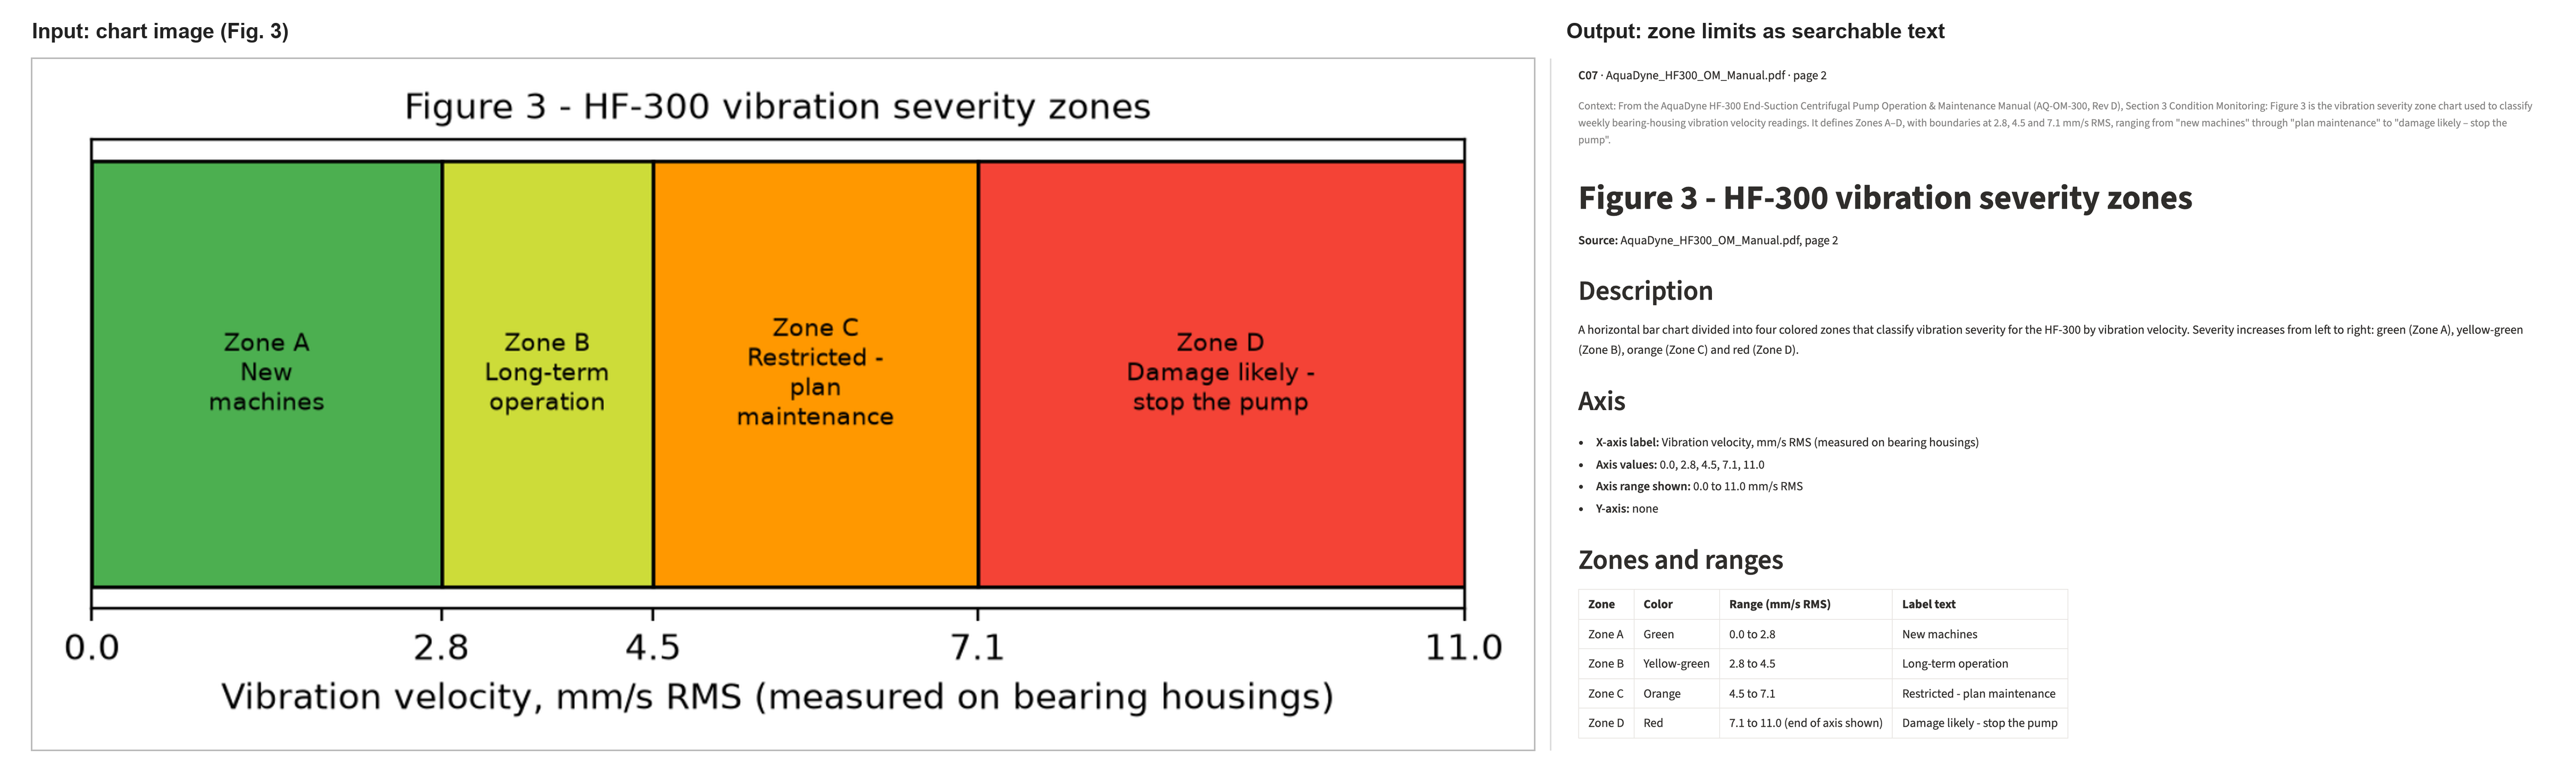 Input: chart image (Fig. 3)
Figure 3 - HF-300 vibration severity zones
Zone A
New
machines
Zone B
Long-term
operation
Zone C
Restricted -
plan
maintenance
Zone D
Damage likely -
stop the pump
0.0 2.8 4.5 7.1 11.0
Vibration velocity, mm/s RMS (measured on bearing housings)
Output: zone limits as searchable text
C07 · AquaDyne_HF300_OM_Manual.pdf · page 2
Context: From the AquaDyne HF-300 End-Suction Centrifugal Pump Operation & Maintenance Manual (AQ-OM-300, Rev D), Section 3 Condition Monitoring: Figure 3 is the vibration severity zone chart used to classify
weekly bearing-housing vibration velocity readings. It defines Zones A–D, with boundaries at 2.8, 4.5 and 7.1 mm/s RMS, ranging from "new machines" through "plan maintenance" to "damage likely – stop the
pump".
Figure 3 - HF-300 vibration severity zones
Source: AquaDyne_HF300_OM_Manual.pdf, page 2
Description
A horizontal bar chart divided into four colored zones that classify vibration severity for the HF-300 by vibration velocity. Severity increases from left to right: green (Zone A), yellow-green
(Zone B), orange (Zone C) and red (Zone D).
Axis
• X-axis label: Vibration velocity, mm/s RMS (measured on bearing housings)
• Axis values: 0.0, 2.8, 4.5, 7.1, 11.0
• Axis range shown: 0.0 to 11.0 mm/s RMS
• Y-axis: none
Zones and ranges
Zone Color Range (mm/s RMS) Label text
Zone A Green 0.0 to 2.8 New machines
Zone B Yellow-green 2.8 to 4.5 Long-term operation
Zone C Orange 4.5 to 7.1 Restricted - plan maintenance
Zone D Red 7.1 to 11.0 (end of axis shown) Damage likely - stop the pump